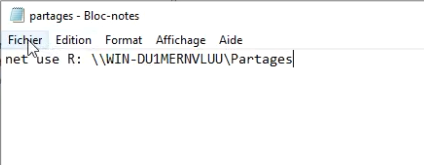 partages - Bloc-notes
Fichier Edition Format Affichage Aide
net use R: \\WIN-DU1MERNVLUU\Partages